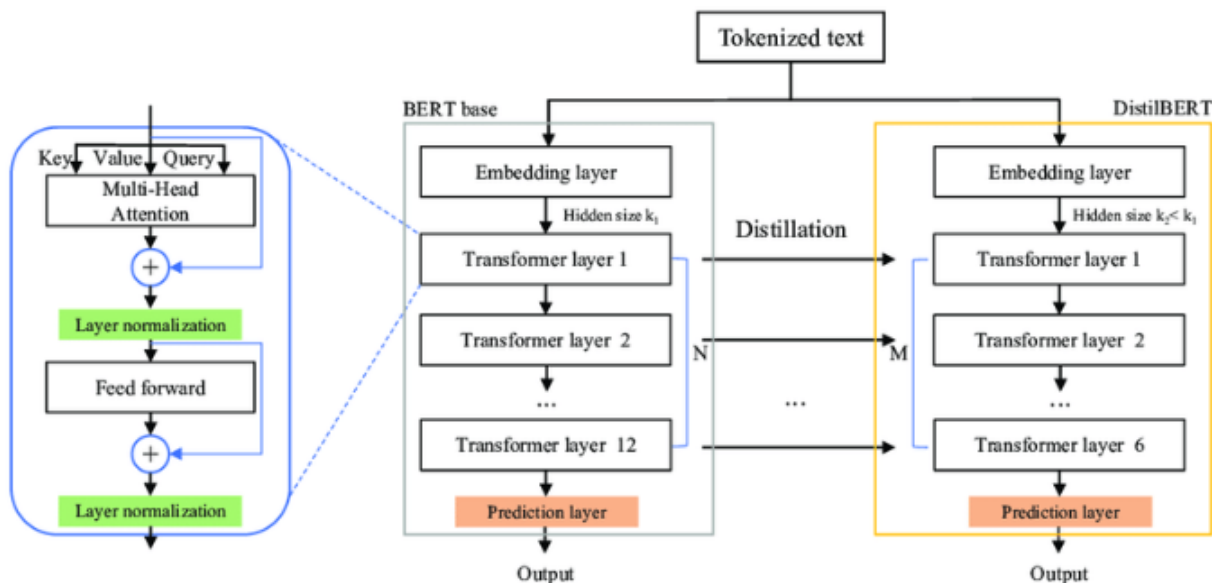 Tokenized text
BERT base
DistilBERT
Key Value Query
Multi-Head
Attention
Layer normalization
Feed forward
Layer normalization
Embedding layer
Hidden size k₁
Transformer layer 1
Transformer layer 2
...
Transformer layer 12
N
Prediction layer
Output
Distillation
...
Embedding layer
Hidden size k₂< k₁
Transformer layer 1
Transformer layer 2
...
Transformer layer 6
M
Prediction layer
Output